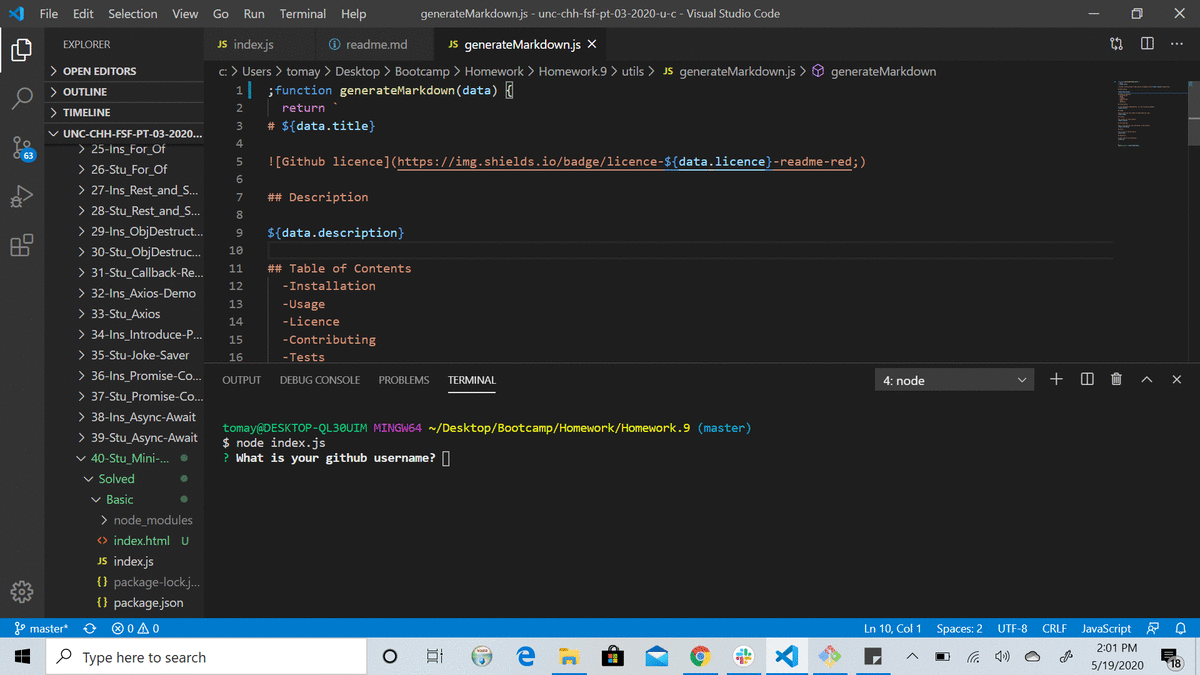 File Edit Selection View Go Run Terminal Help generateMarkdown.js - unc-chh-fsf-pt-03-2020-u-c - Visual Studio Code
EXPLORER
JS index.js
readme.md
JS generateMarkdown.js
OPEN EDITORS
OUTLINE
TIMELINE
UNC-CHH-FSF-PT-03-2020...
25-Ins_For_Of
26-Stu_For_Of
27-Ins_Rest_and_S...
28-Stu_Rest_and_S...
29-Ins_ObjDestruct...
30-Stu_ObjDestruc...
31-Stu_Callback-Re...
32-Ins_Axios-Demo
33-Stu_Axios
34-Ins_Introduce-P...
35-Stu-Joke-Saver
36-Ins_Promise-Co...
37-Stu_Promise-Co...
38-Ins_Async-Await
39-Stu_Async-Await
40-Stu_Mini-...
Solved
Basic
node_modules
index.html U
JS index.js
{} package-lock.j...
{} package.json
63
c: > Users > tomay > Desktop > Bootcamp > Homework > Homework.9 > utils > JS generateMarkdown.js > generateMarkdown
1 ;function generateMarkdown(data) {
2 return `
3 # ${data.title}
4
5 ![Github licence](https://img.shields.io/badge/licence-${data.licence}-readme-red;)
6
7 ## Description
8
9 ${data.description}
10
11 ## Table of Contents
12 -Installation
13 -Usage
14 -Licence
15 -Contributing
16 -Tests
OUTPUT DEBUG CONSOLE PROBLEMS TERMINAL 4: node
tomay@DESKTOP-QL30UIM MINGW64 ~/Desktop/Bootcamp/Homework/Homework.9 (master)
$ node index.js
? What is your github username?
master* 0 0 Ln 10, Col 1 Spaces: 2 UTF-8 CRLF JavaScript
Type here to search
2:01 PM
5/19/2020
18